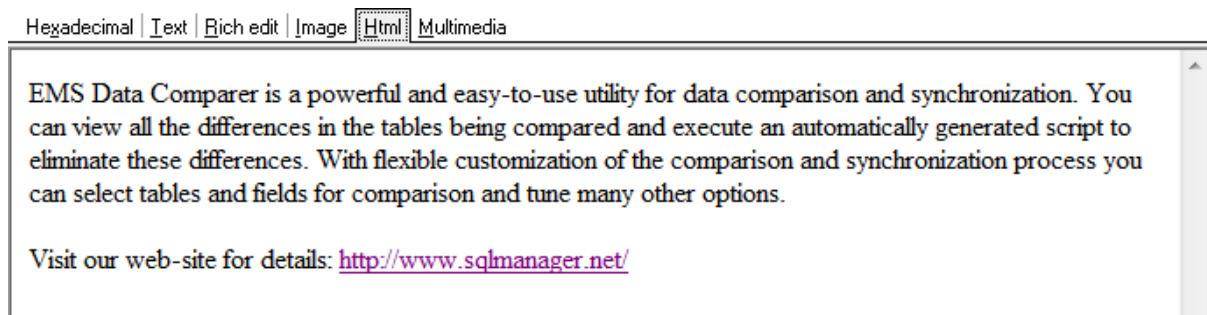 Hexadecimal | Text | Rich edit | Image | Html | Multimedia
EMS Data Comparer is a powerful and easy-to-use utility for data comparison and synchronization. You
can view all the differences in the tables being compared and execute an automatically generated script to
eliminate these differences. With flexible customization of the comparison and synchronization process you
can select tables and fields for comparison and tune many other options.
Visit our web-site for details: http://www.sqlmanager.net/